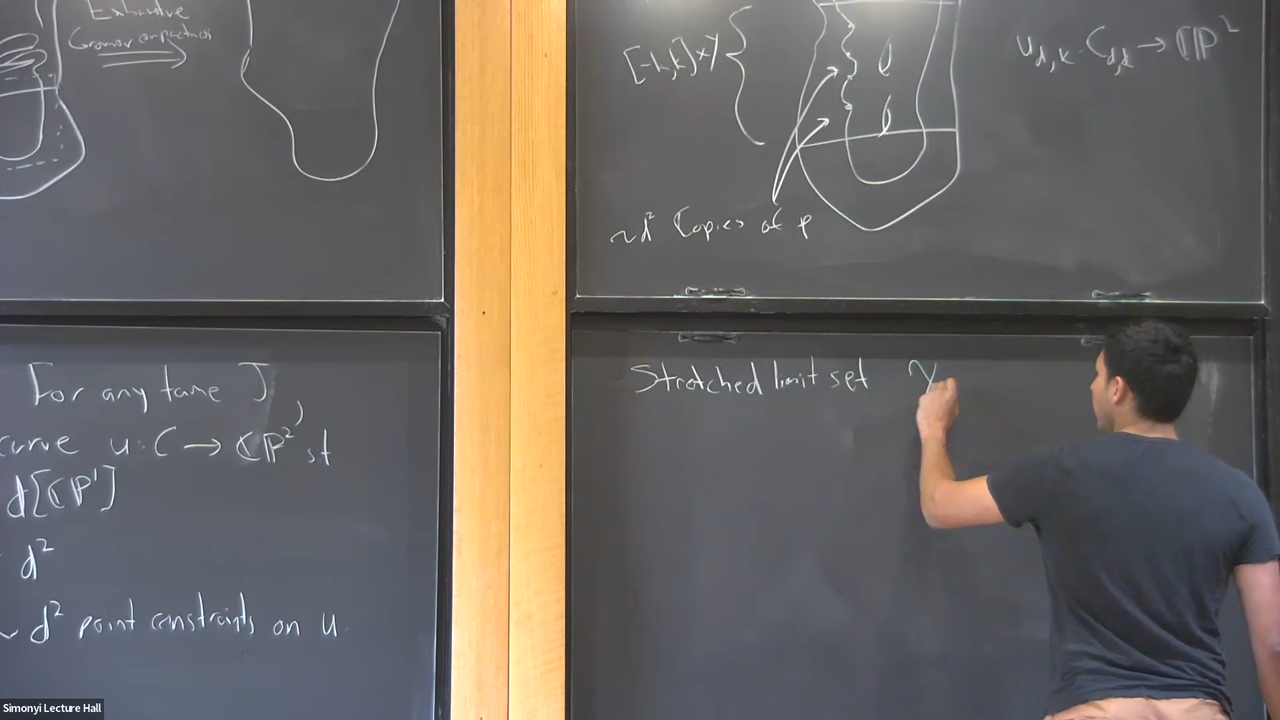 Exhaustive
Gromov compactness
For any tame J,
curve u: C → ℂP² st
d[ℂP¹]
d²
~ d² point constraints on u
[-k,k]×Y
u_{d,k}: C_{d,k} → ℂP²
~d² Copies of p
Stretched limit set Y
Simonyi Lecture Hall